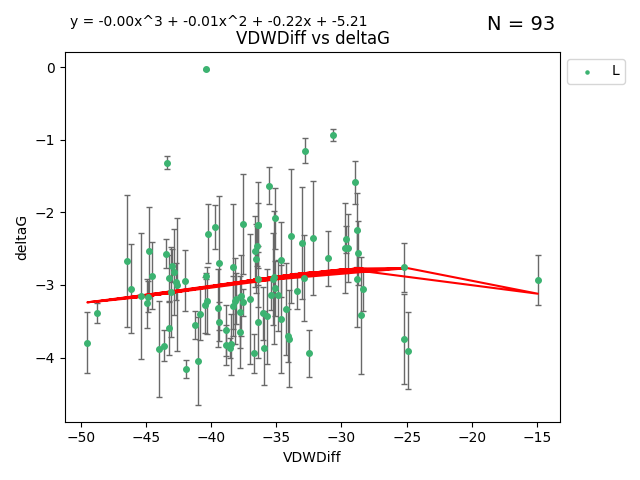 y = -0.00x^3 + -0.01x^2 + -0.22x + -5.21
N = 93
VDWDiff vs deltaG
L
0
−1
−2
−3
−4
deltaG
−50 −45 −40 −35 −30 −25 −20 −15
VDWDiff